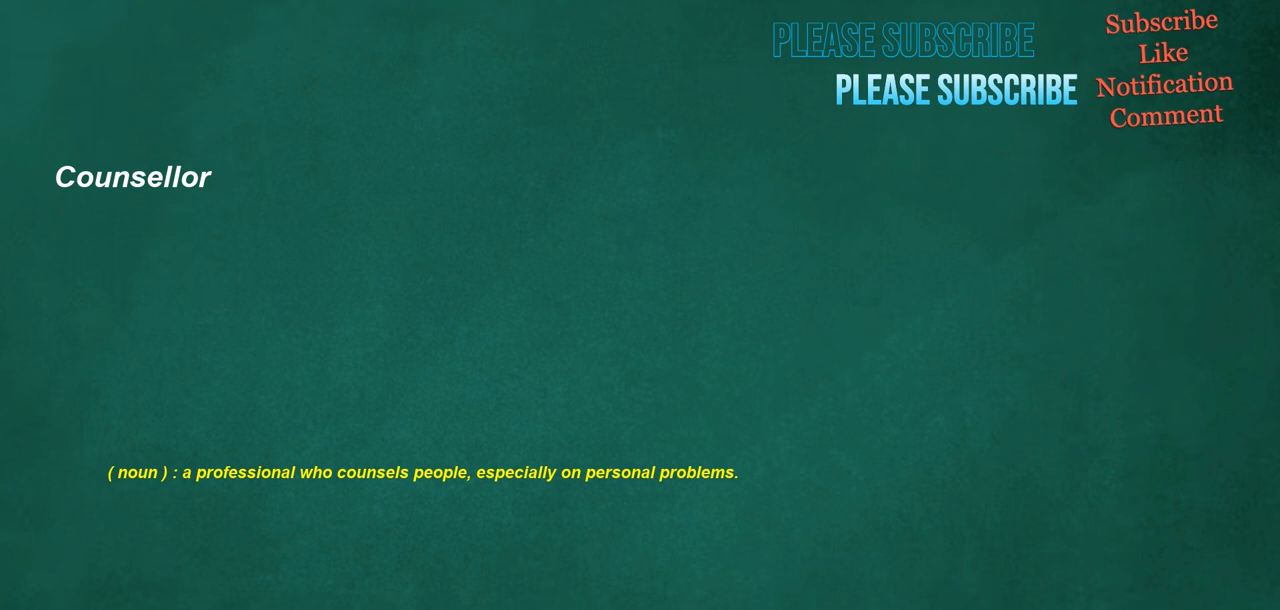 PLEASE SUBSCRIBE
PLEASE SUBSCRIBE
Subscribe
Like
Notification
Comment
Counsellor
( noun ) : a professional who counsels people, especially on personal problems.